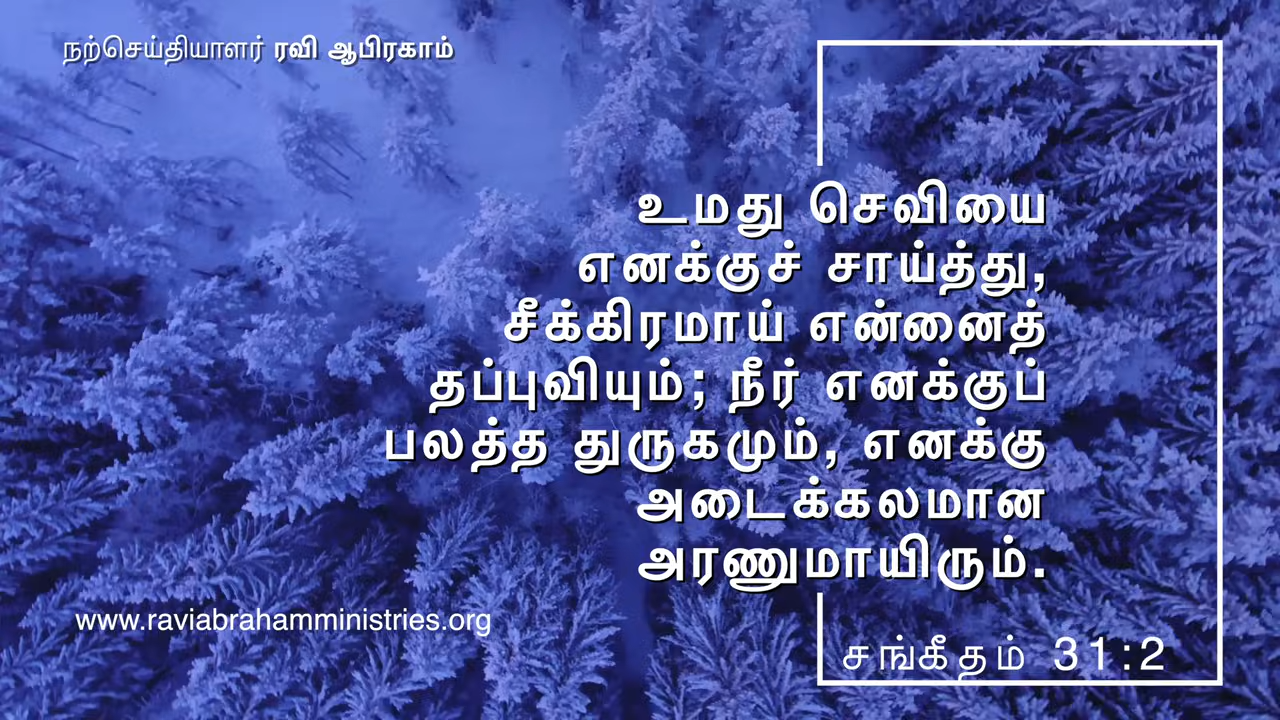 நற்செய்தியாளர் ரவி ஆபிரகாம்
உமது செவியை
எனக்குச் சாய்த்து,
சீக்கிரமாய் என்னைத்
தப்புவியும்; நீர் எனக்குப்
பலத்த துருகமும், எனக்கு
அடைக்கலமான
அரணுமாயிரும்.
www.raviabrahamministries.org
சங்கீதம் 31:2